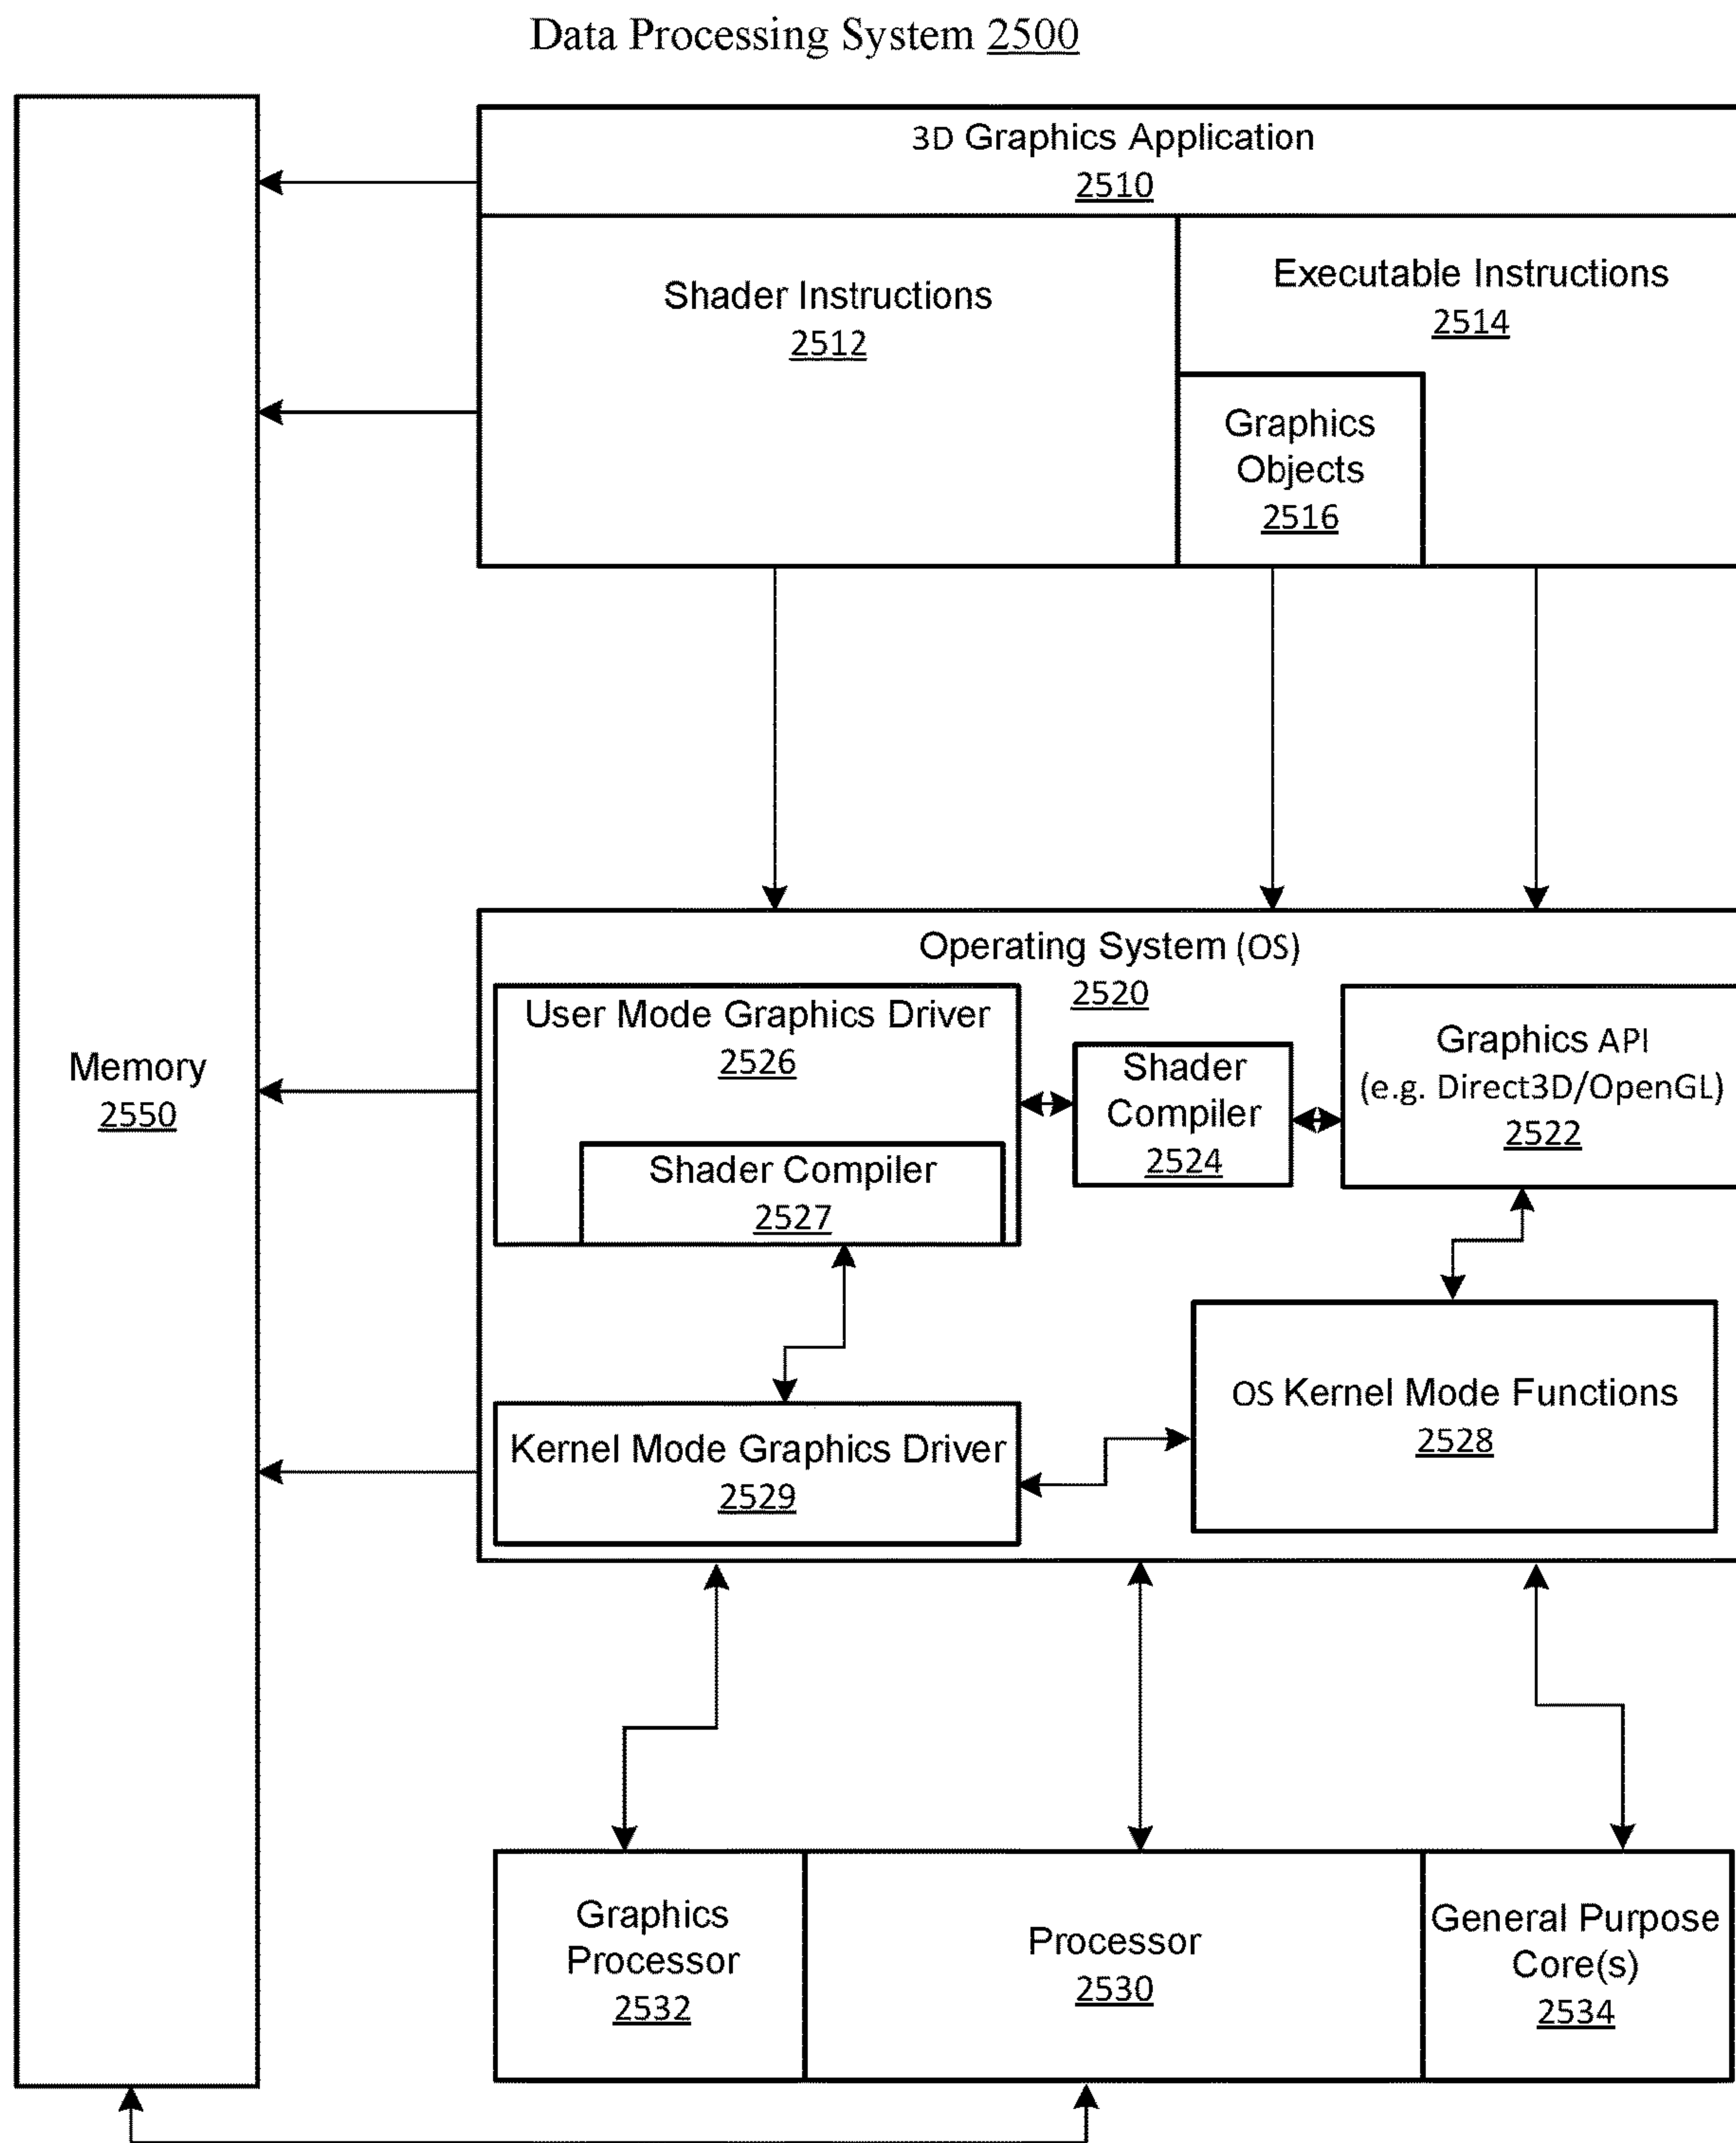 Data Processing System 2500
3D Graphics Application
2510
Shader Instructions
2512
Executable Instructions
2514
Graphics
Objects
2516
Memory
2550
Operating System (OS)
2520
User Mode Graphics Driver
2526
Shader Compiler
2527
Shader
Compiler
2524
Graphics API
(e.g. Direct3D/OpenGL)
2522
Kernel Mode Graphics Driver
2529
OS Kernel Mode Functions
2528
Graphics
Processor
2532
Processor
2530
General Purpose
Core(s)
2534